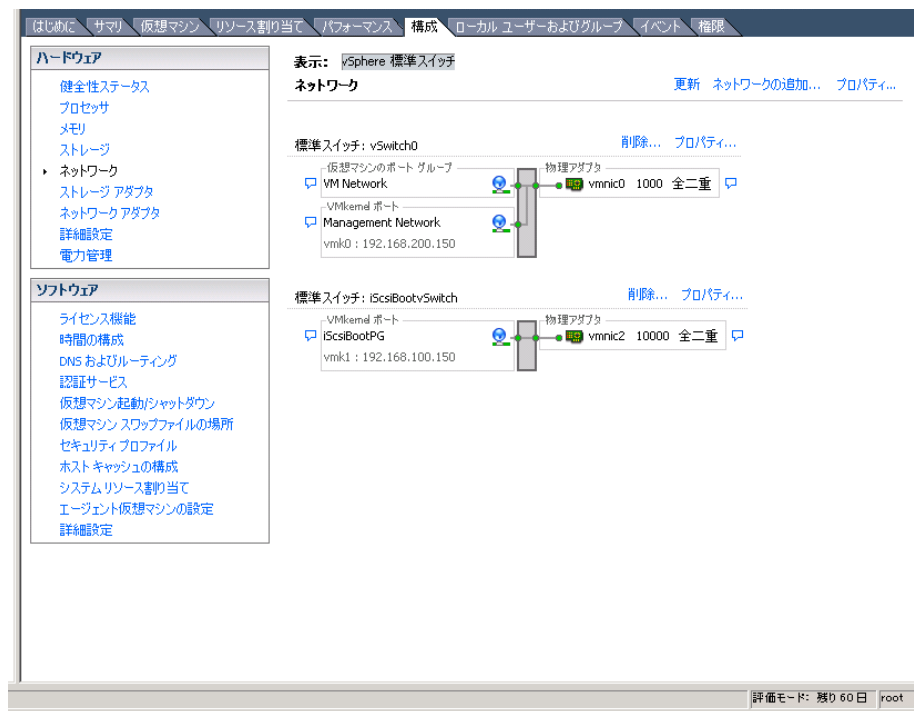 はじめに サマリ 仮想マシン リソース割り当て パフォーマンス 構成 ローカル ユーザーおよびグループ イベント 権限
ハードウェア
健全性ステータス
プロセッサ
メモリ
ストレージ
ネットワーク
ストレージ アダプタ
ネットワーク アダプタ
詳細設定
電力管理
ソフトウェア
ライセンス機能
時間の構成
DNS およびルーティング
認証サービス
仮想マシン起動/シャットダウン
仮想マシン スワップファイルの場所
セキュリティ プロファイル
ホスト キャッシュの構成
システム リソース割り当て
エージェント仮想マシンの設定
詳細設定
表示: vSphere 標準スイッチ
ネットワーク 更新 ネットワークの追加... プロパティ...
標準スイッチ: vSwitch0 削除... プロパティ...
仮想マシンのポート グループ 物理アダプタ
VM Network vmnic0 1000 全二重
VMkernel ポート
Management Network
vmk0 : 192.168.200.150
標準スイッチ: iScsiBootvSwitch 削除... プロパティ...
VMkernel ポート 物理アダプタ
iScsiBootPG vmnic2 10000 全二重
vmk1 : 192.168.100.150
評価モード: 残り 60 日 root